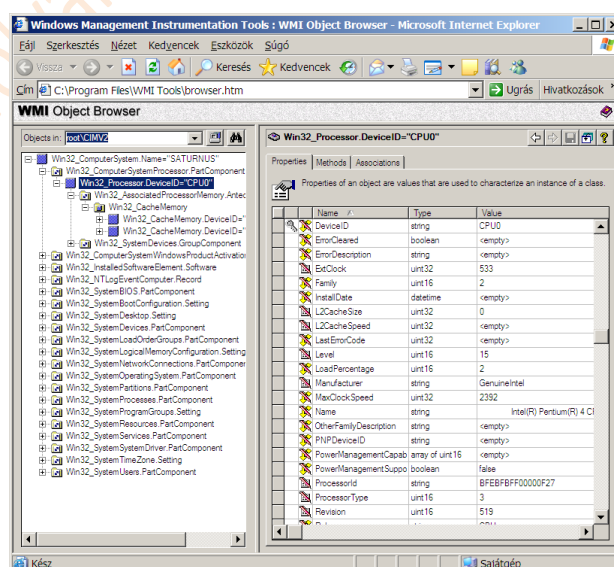 Windows Management Instrumentation Tools : WMI Object Browser - Microsoft Internet Explorer
Fájl Szerkesztés Nézet Kedvencek Eszközök Súgó
Vissza Keresés Kedvencek
Cím C:\Program Files\WMI Tools\browser.htm Ugrás Hivatkozások »
WMI Object Browser
Objects in: root\CIMV2
Win32_ComputerSystem.Name="SATURNUS"
Win32_ComputerSystemProcessor.PartComponent
Win32_Processor.DeviceID="CPU0"
Win32_AssociatedProcessorMemory.Antec
Win32_CacheMemory
Win32_CacheMemory.DeviceID="
Win32_CacheMemory.DeviceID="
Win32_SystemDevices.GroupComponent
Win32_ComputerSystemWindowsProductActivation
Win32_InstalledSoftwareElement.Software
Win32_NTLogEventComputer.Record
Win32_SystemBIOS.PartComponent
Win32_SystemBootConfiguration.Setting
Win32_SystemDesktop.Setting
Win32_SystemDevices.PartComponent
Win32_SystemLoadOrderGroups.PartComponent
Win32_SystemLogicalMemoryConfiguration.Setting
Win32_SystemNetworkConnections.PartComponer
Win32_SystemOperatingSystem.PartComponent
Win32_SystemPartitions.PartComponent
Win32_SystemProcesses.PartComponent
Win32_SystemProgramGroups.Setting
Win32_SystemResources.PartComponent
Win32_SystemServices.PartComponent
Win32_SystemSystemDriver.PartComponent
Win32_SystemTimeZone.Setting
Win32_SystemUsers.PartComponent
Win32_Processor.DeviceID="CPU0"
Properties Methods Associations
Properties of an object are values that are used to characterize an instance of a class.
Name Type Value
DeviceID string CPU0
ErrorCleared boolean <empty>
ErrorDescription string <empty>
ExtClock uint32 533
Family uint16 2
InstallDate datetime <empty>
L2CacheSize uint32 0
L2CacheSpeed uint32 <empty>
LastErrorCode uint32 <empty>
Level uint16 15
LoadPercentage uint16 2
Manufacturer string GenuineIntel
MaxClockSpeed uint32 2392
Name string Intel(R) Pentium(R) 4 CI
OtherFamilyDescription string <empty>
PNPDeviceID string <empty>
PowerManagementCapab array of uint16 <empty>
PowerManagementSuppo boolean false
ProcessorId string BFEBFBFF00000F27
ProcessorType uint16 3
Revision uint16 519
Kész Sajátgép